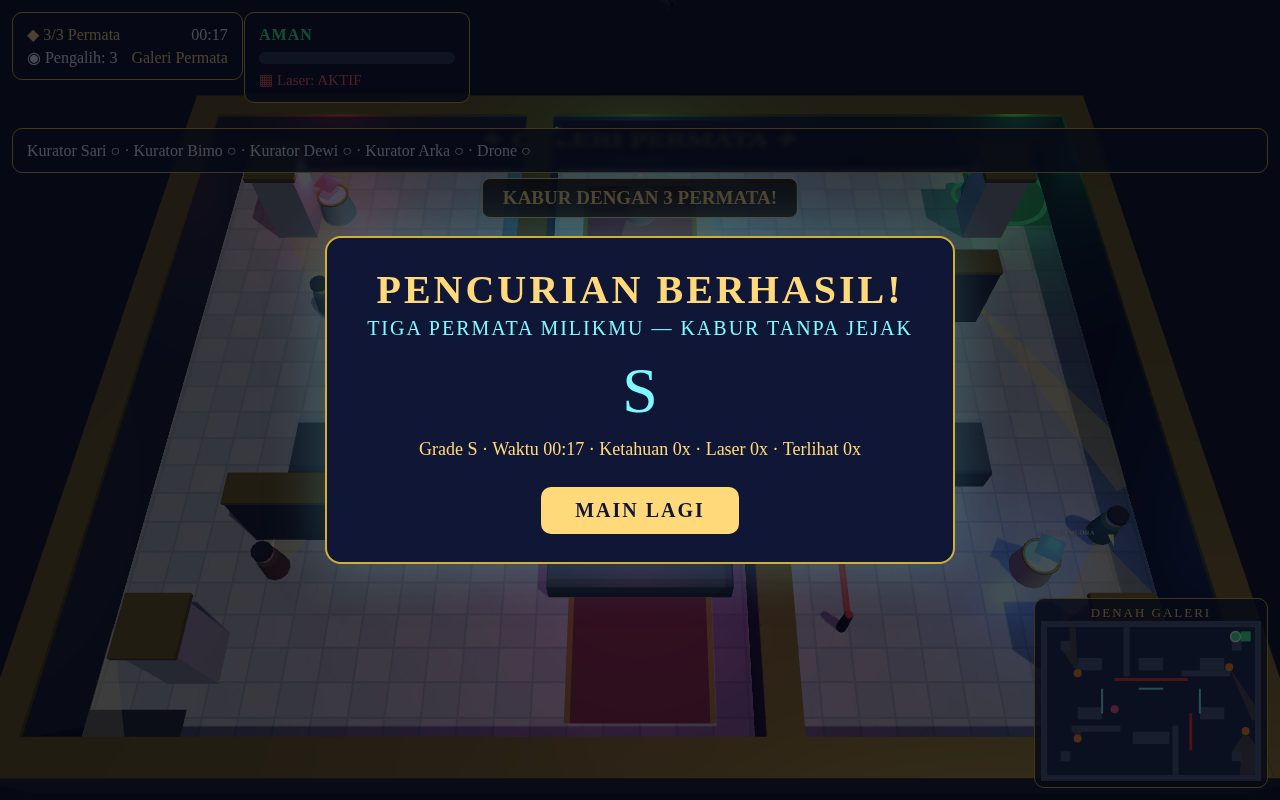 ◆ 3/3 Permata 00:17
◉ Pengalih: 3 Galeri Permata
AMAN
▦ Laser: AKTIF
Kurator Sari ○ · Kurator Bimo ○ · Kurator Dewi ○ · Kurator Arka ○ · Drone ○
KABUR DENGAN 3 PERMATA!
PENCURIAN BERHASIL!
TIGA PERMATA MILIKMU — KABUR TANPA JEJAK
S
Grade S · Waktu 00:17 · Ketahuan 0x · Laser 0x · Terlihat 0x
MAIN LAGI
DENAH GALERI